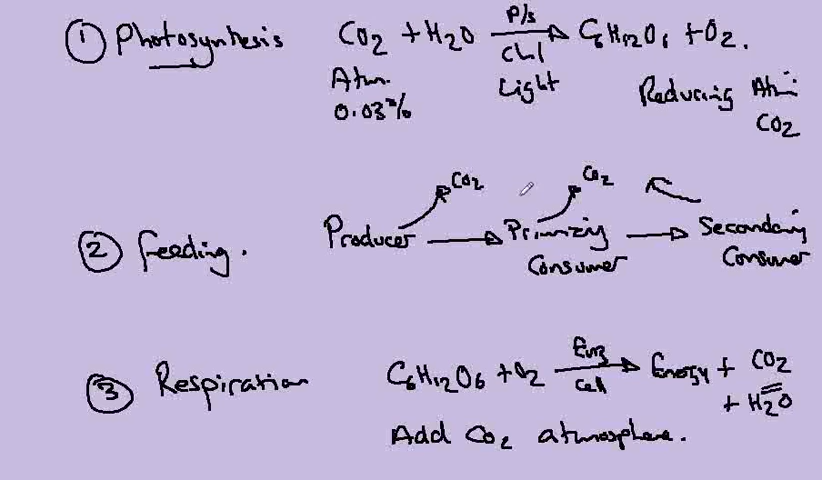 ① Photosyntesis CO2 + H2O P/s Chl Light → C6H12O6 + O2.
Atm. 0.03% Reducing Atm CO2
② Feeding. Producer → Primary Consumer → Secondary Consumer
CO2 CO2
③ Respiration C6H12O6 + O2 Enz cell → Energy + CO2
+ H2O
Add CO2 atmosphere.